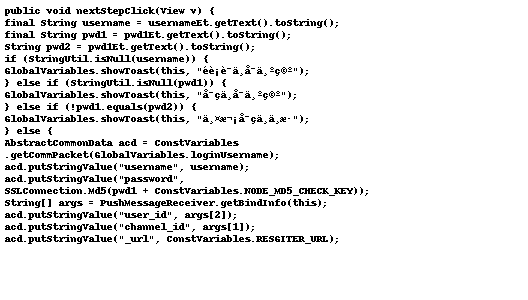 public void nextStepClick(View v) {
final String username = usernameEt.getText().toString();
final String pwd1 = pwd1Et.getText().toString();
String pwd2 = pwd1Et.getText().toString();
if (StringUtil.isNull(username)) {
GlobalVariables.showToast(this, "éè¡è¯ä¸å¯ä¸ºç©º");
} else if (StringUtil.isNull(pwd1)) {
GlobalVariables.showToast(this, "å¯çä¸å¯ä¸ºç©º");
} else if (!pwd1.equals(pwd2)) {
GlobalVariables.showToast(this, "ä¸¤æ¬¡å¯çä¸ä¸æ·");
} else {
AbstractCommonData acd = ConstVariables
.getCommPacket(GlobalVariables.loginUsername);
acd.putStringValue("username", username);
acd.putStringValue("password",
SSLConnection.Md5(pwd1 + ConstVariables.NODE_MD5_CHECK_KEY));
String[] args = PushMessageReceiver.getBindInfo(this);
acd.putStringValue("user_id", args[2]);
acd.putStringValue("channel_id", args[1]);
acd.putStringValue("_url", ConstVariables.RESGITER_URL);